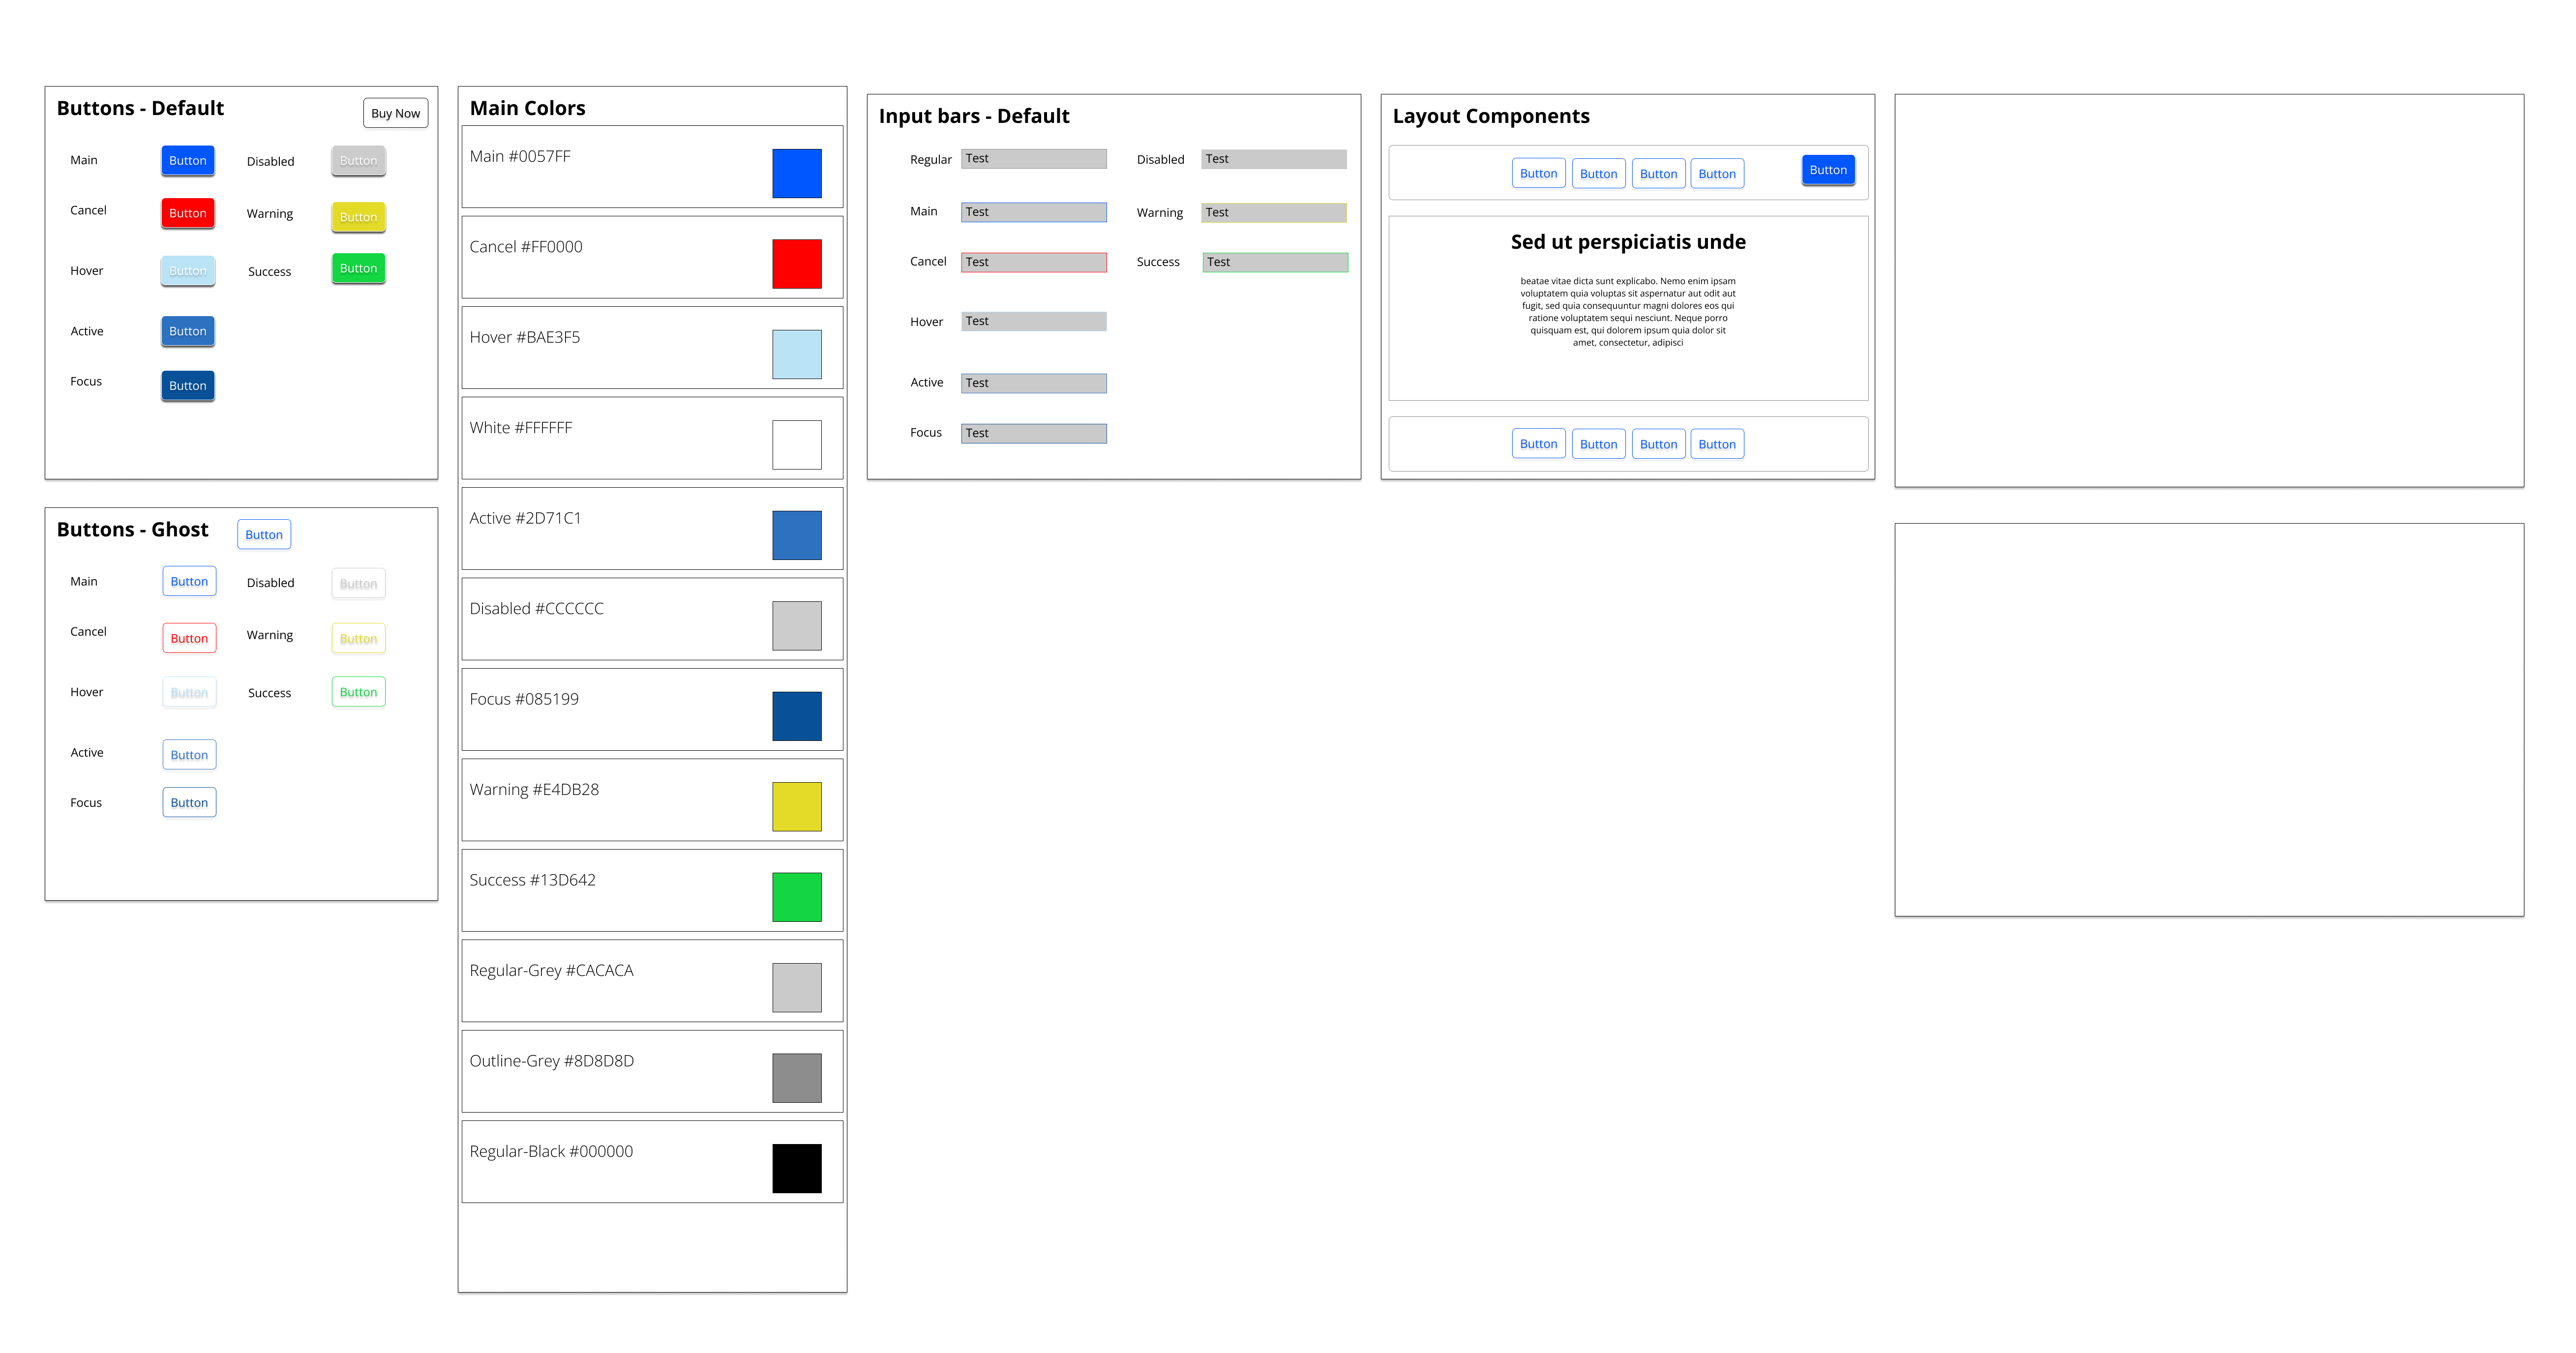 Buttons - Default
Buy Now
Main
Button
Disabled
Button
Cancel
Button
Warning
Button
Hover
Button
Success
Button
Active
Button
Focus
Button
Buttons - Ghost
Button
Main
Button
Disabled
Button
Cancel
Button
Warning
Button
Hover
Button
Success
Button
Active
Button
Focus
Button
Main Colors
Main #0057FF
Cancel #FF0000
Hover #BAE3F5
White #FFFFFF
Active #2D71C1
Disabled #CCCCCC
Focus #085199
Warning #E4DB28
Success #13D642
Regular-Grey #CACACA
Outline-Grey #8D8D8D
Regular-Black #000000
Input bars - Default
Regular
Test
Disabled
Test
Main
Test
Warning
Test
Cancel
Test
Success
Test
Hover
Test
Active
Test
Focus
Test
Layout Components
Button
Button
Button
Button
Button
Sed ut perspiciatis unde
beatae vitae dicta sunt explicabo. Nemo enim ipsam
voluptatem quia voluptas sit aspernatur aut odit aut
fugit, sed quia consequuntur magni dolores eos qui
ratione voluptatem sequi nesciunt. Neque porro
quisquam est, qui dolorem ipsum quia dolor sit
amet, consectetur, adipisci
Button
Button
Button
Button